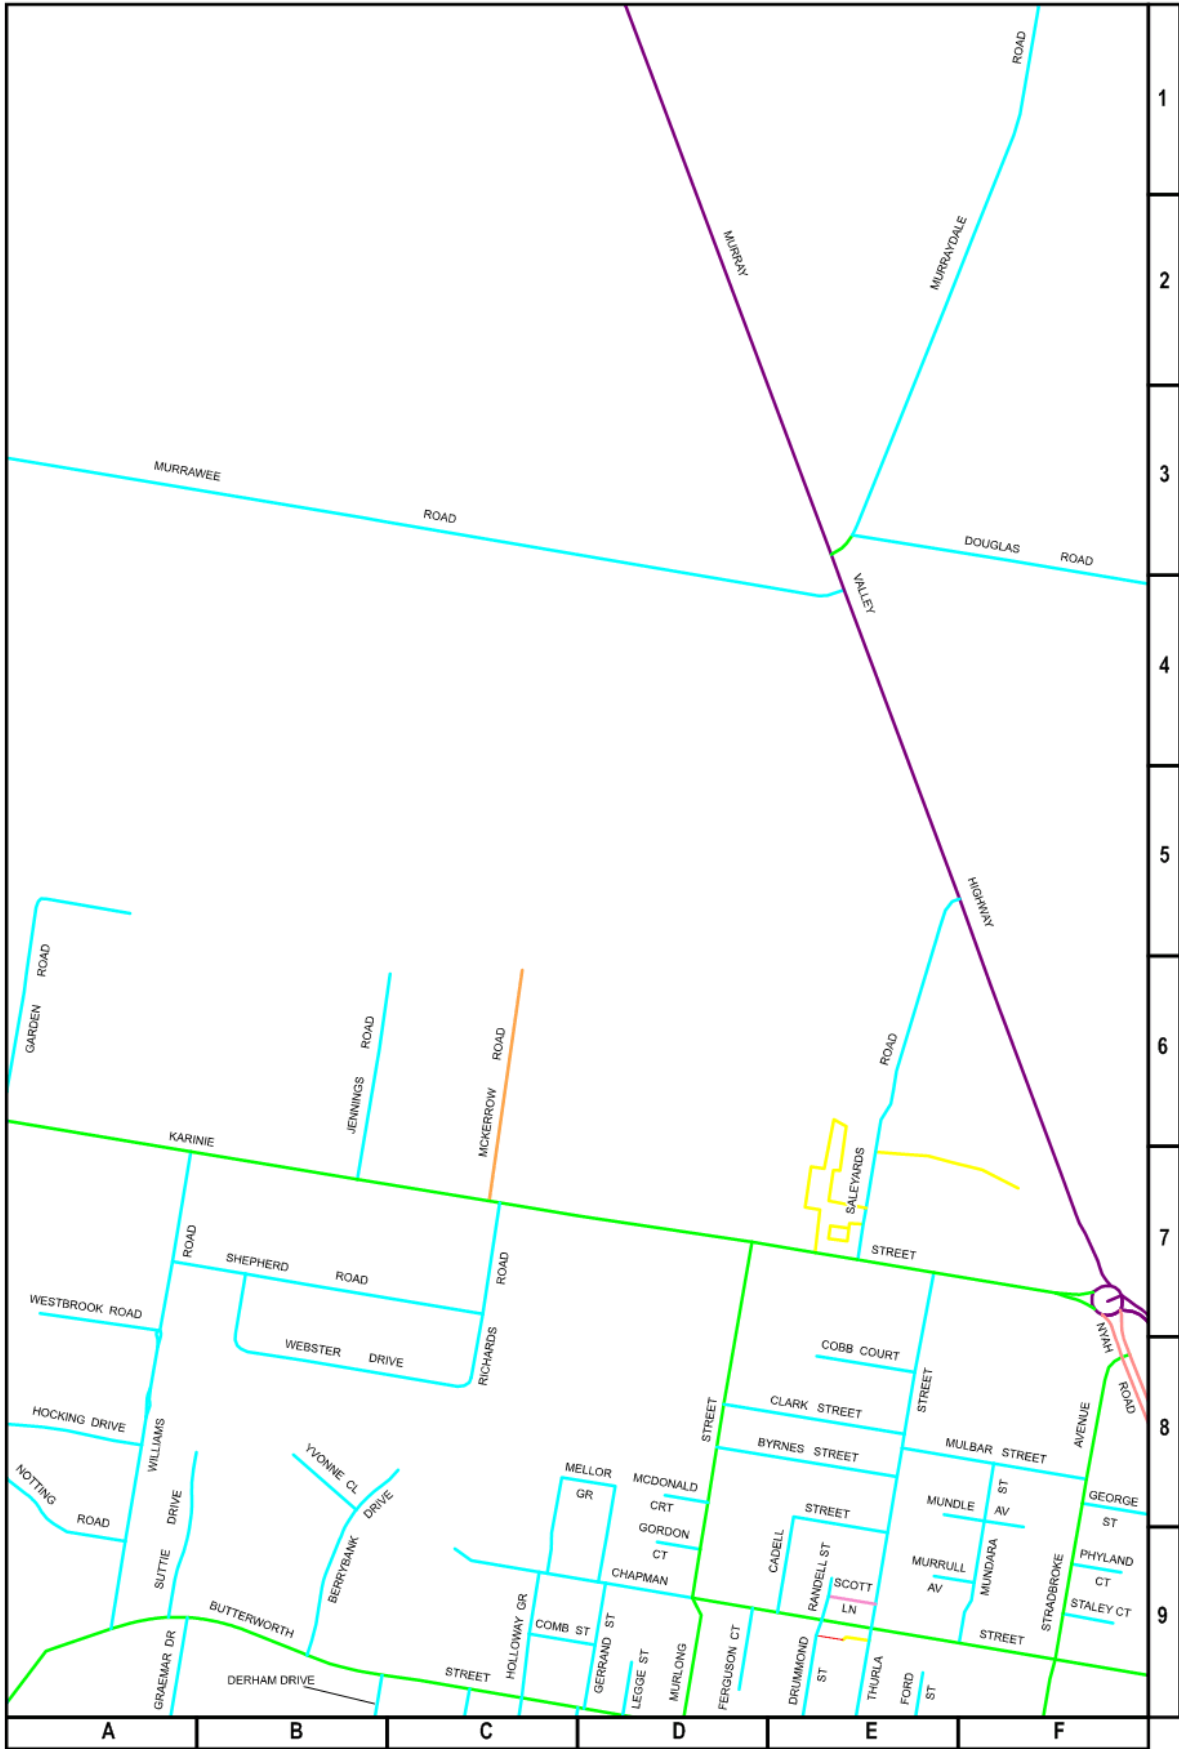 ROAD
1
MURRAYDALE
MURRAY
2
MURRAWEE
ROAD
3
DOUGLAS ROAD
VALLEY
4
5
HIGHWAY
GARDEN ROAD
JENNINGS ROAD
MCKERROW ROAD
ROAD
6
KARINIE
SALEYARDS
7
STREET
ROAD
SHEPHERD ROAD
ROAD
WESTBROOK ROAD
WEBSTER DRIVE
RICHARDS
COBB COURT
NYAH
ROAD
STREET
CLARK STREET
STREET
AVENUE
8
HOCKING DRIVE
WILLIAMS
BYRNES STREET
MULBAR STREET
YVONNE CL
NOTTING
ROAD
SUTTIE DRIVE
DRIVE
BERRYBANK
MELLOR
GR
MCDONALD
CRT
GORDON
CT
MUNDLE
AV
ST
MUNDARA
GEORGE
ST
STREET
CADELL
RANDELL ST
CHAPMAN
SCOTT
LN
MURRULL
AV
STRADBROKE
PHYLAND
CT
STALEY CT
9
BUTTERWORTH
STREET
GRAEMAR DR
DERHAM DRIVE
STREET
HOLLOWAY GR
COMB ST
GERRAND ST
LEGGE ST
MURLONG
FERGUSON CT
DRUMMOND
ST
THURLA
FORD
ST
A
B
C
D
E
F